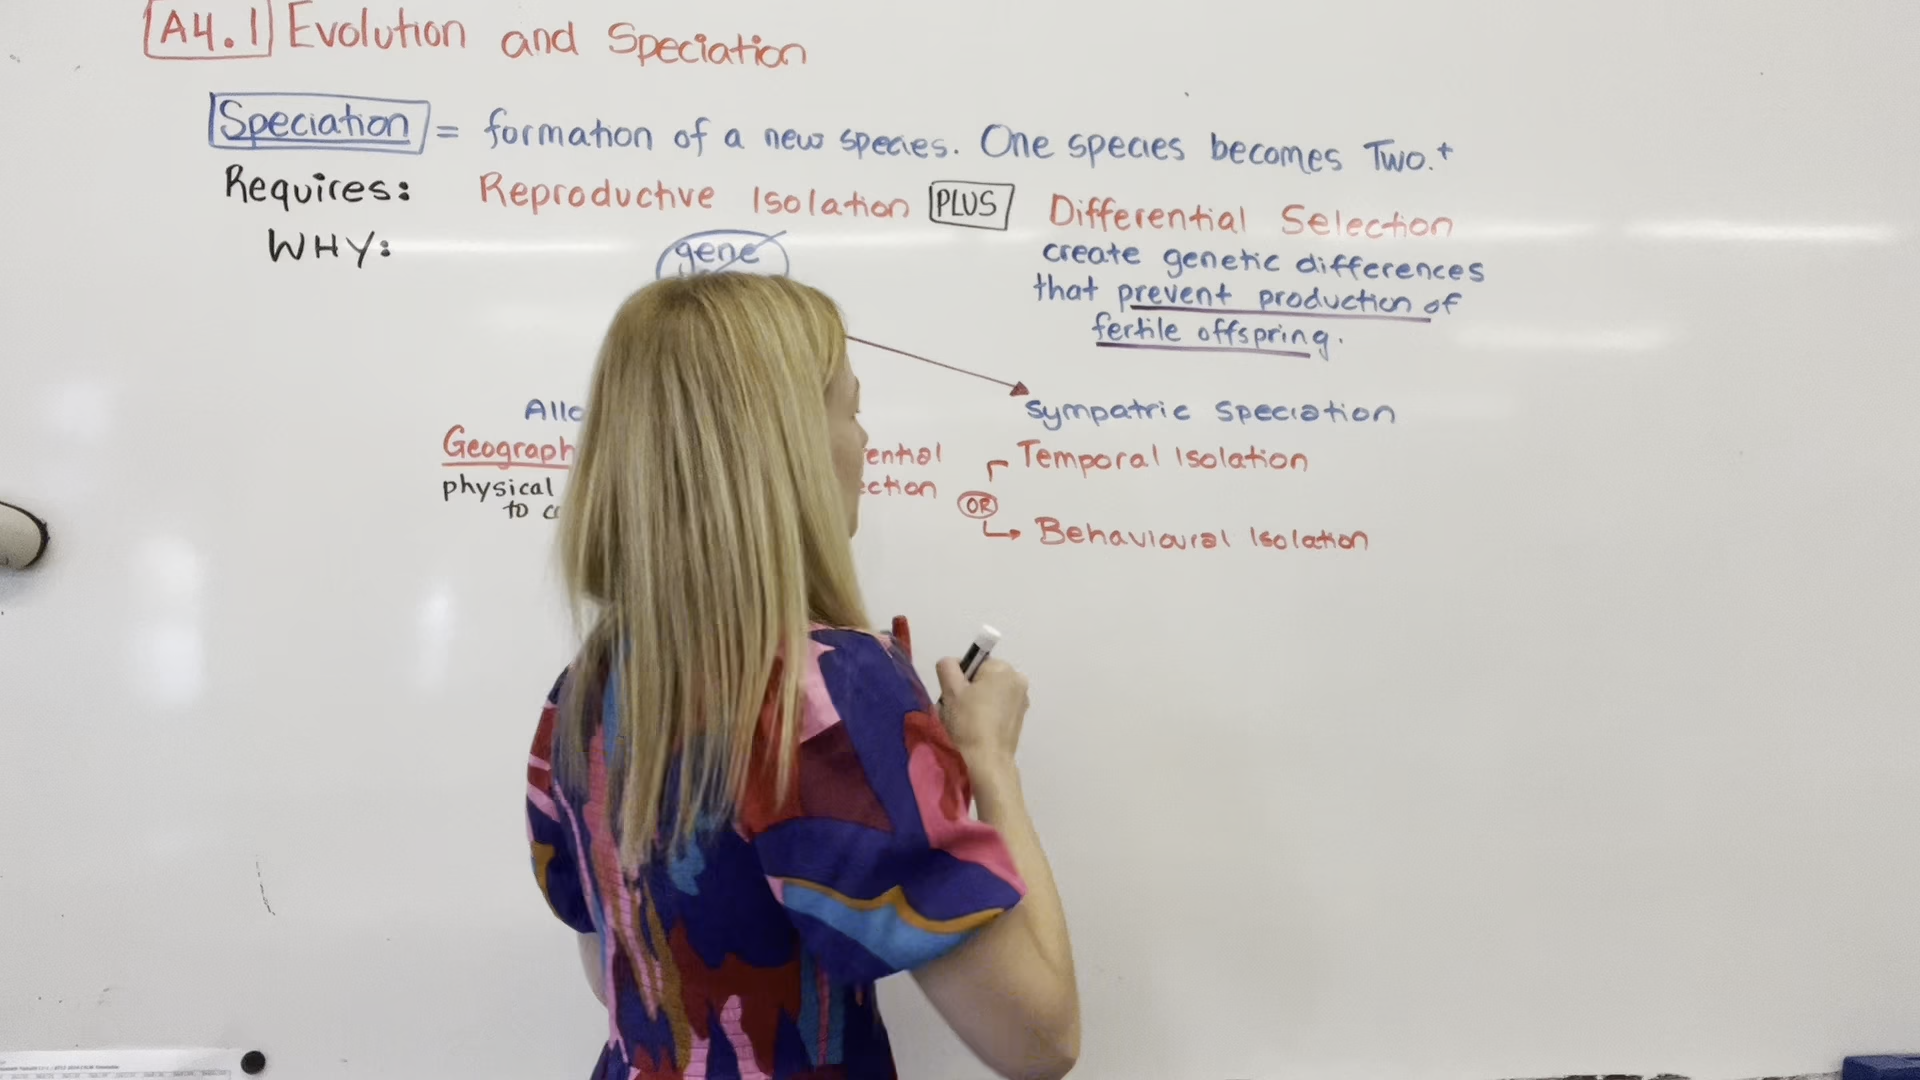 A4.1 Evolution and Speciation
Speciation = formation of a new species. One species becomes Two.+
Requires: Reproductive Isolation PLUS Differential Selection
WHY: gene
create genetic differences
that prevent production of
fertile offspring.
Sympatric Speciation
Temporal Isolation
physical
OR
to
Behavioural Isolation